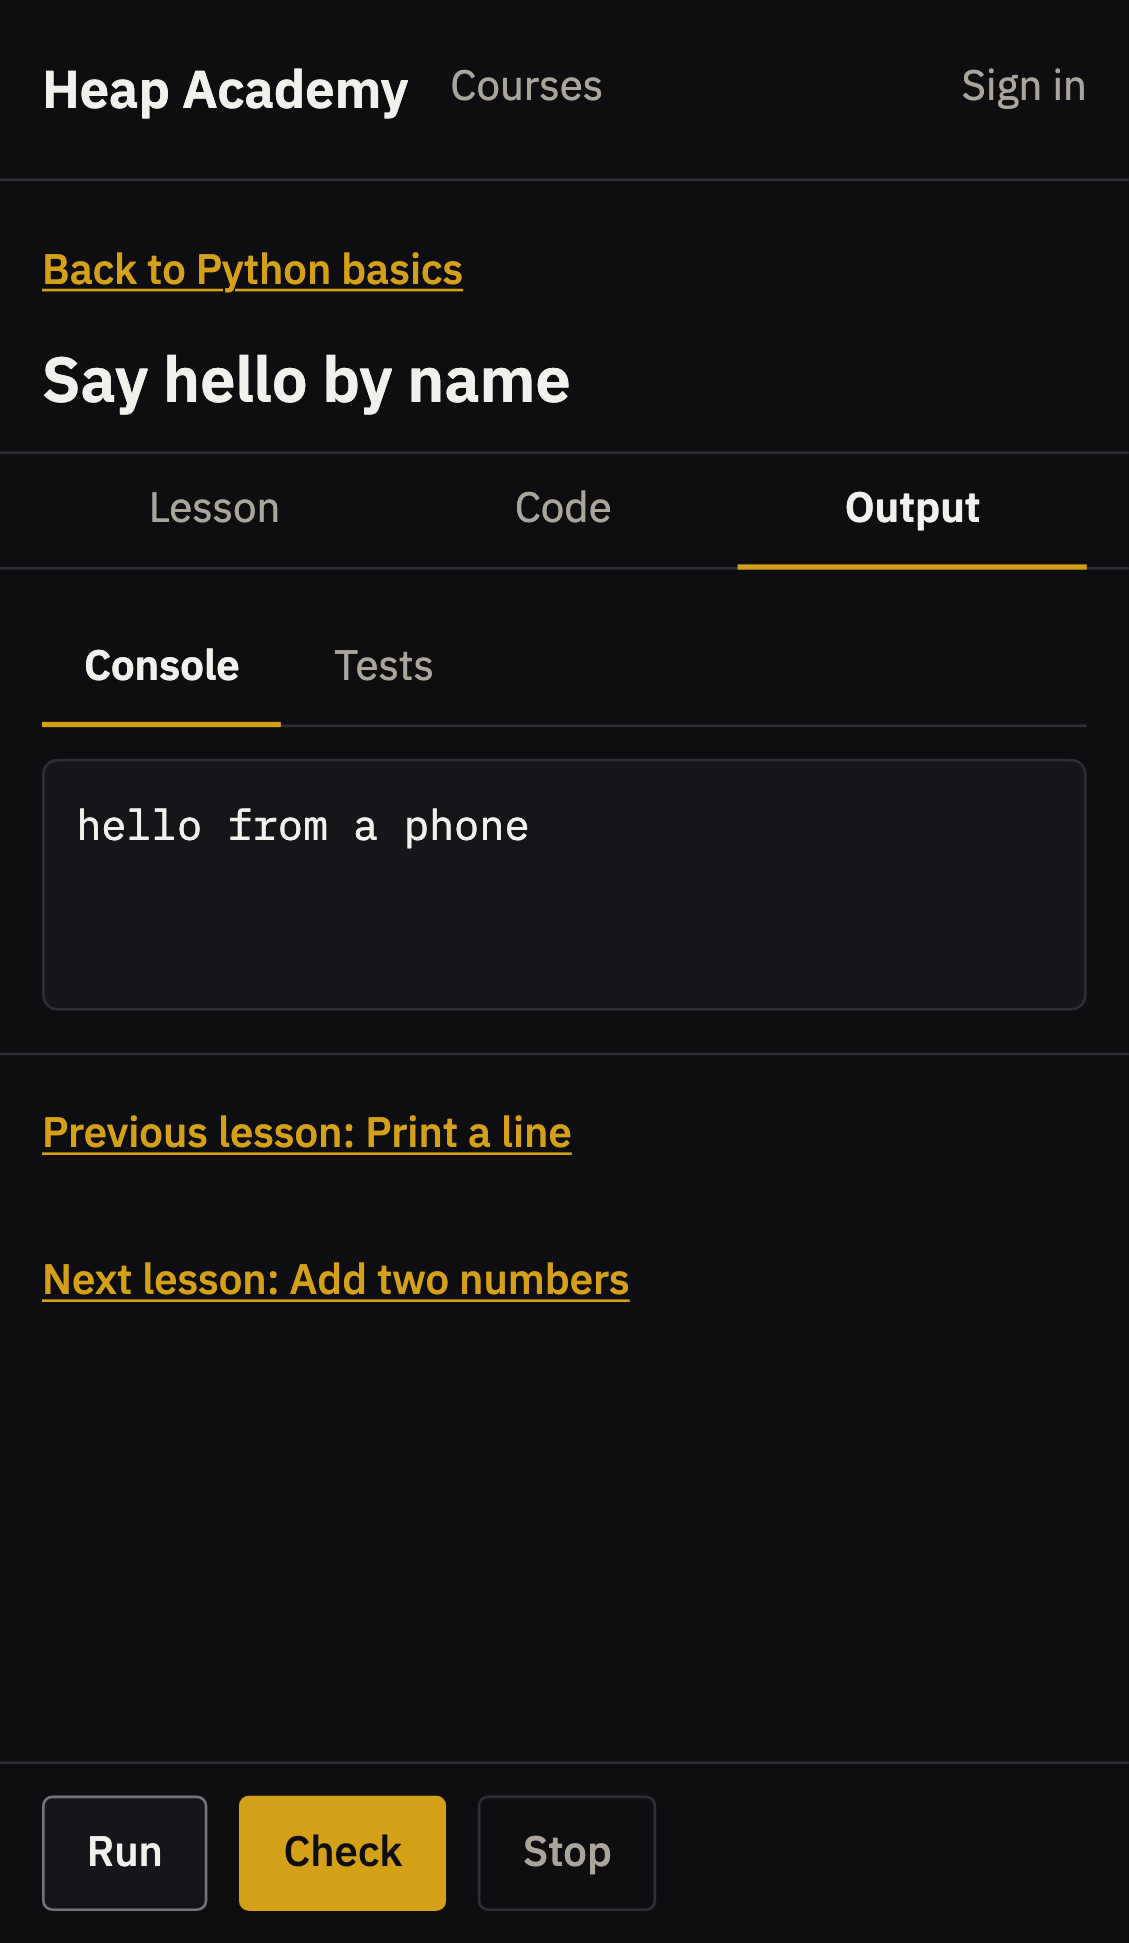 Heap Academy Courses Sign in
Back to Python basics
Say hello by name
Lesson Code Output
Console Tests
hello from a phone
Previous lesson: Print a line
Next lesson: Add two numbers
Run Check Stop